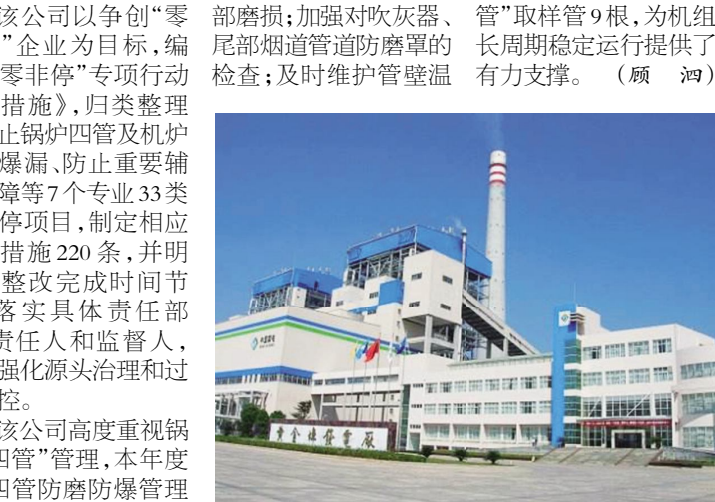 该公司以争创“零
”企业为目标,编
零非停”专项行动
措施》,归类整理
止锅炉四管及机炉
爆漏、防止重要辅
障等7个专业33类
停项目,制定相应
措施220条,并明
整改完成时间节
落实具体责任部
责任人和监督人,
强化源头治理和过
控。
该公司高度重视锅
四管”管理,本年度
四管防磨防爆管理
部磨损;加强对吹灰器、
尾部烟道管道防磨罩的
检查;及时维护管壁温
管”取样管9根,为机组
长周期稳定运行提供了
有力支撑。 (顾 泗)
黄金埠發電廠